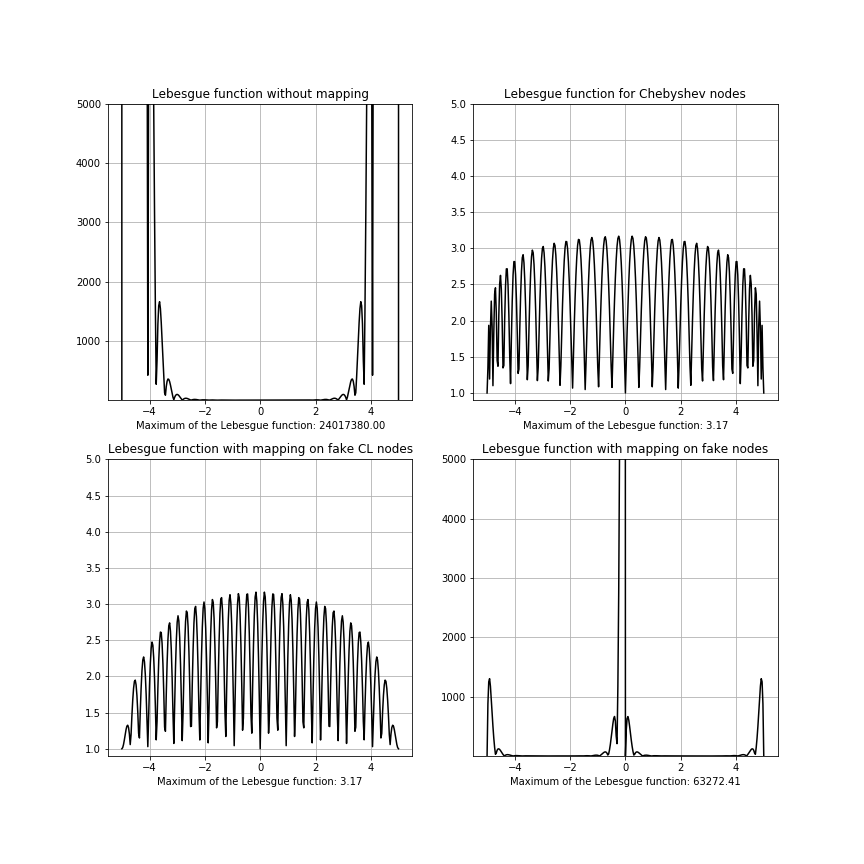 Lebesgue function without mapping
5000
4000
3000
2000
1000
−4 −2 0 2 4
Maximum of the Lebesgue function: 24017380.00
Lebesgue function for Chebyshev nodes
5.0
4.5
4.0
3.5
3.0
2.5
2.0
1.5
1.0
−4 −2 0 2 4
Maximum of the Lebesgue function: 3.17
Lebesgue function with mapping on fake CL nodes
5.0
4.5
4.0
3.5
3.0
2.5
2.0
1.5
1.0
−4 −2 0 2 4
Maximum of the Lebesgue function: 3.17
Lebesgue function with mapping on fake nodes
5000
4000
3000
2000
1000
−4 −2 0 2 4
Maximum of the Lebesgue function: 63272.41